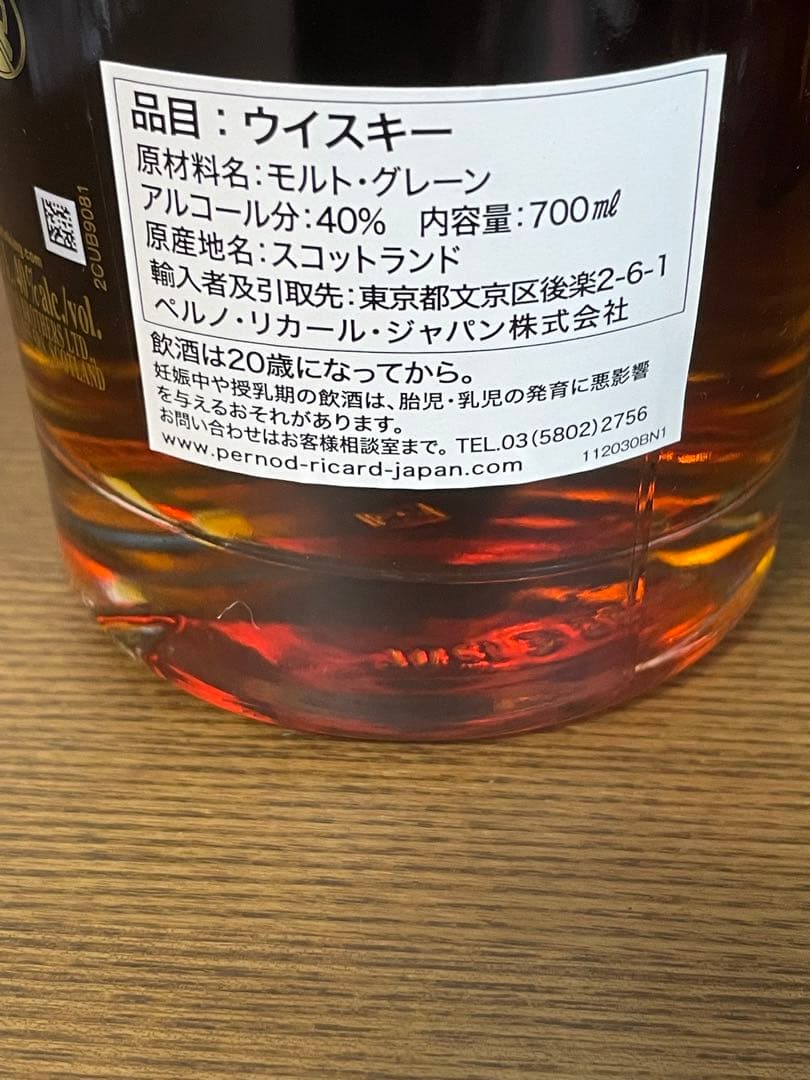 品目：ウイスキー
原材料名：モルト・グレーン
アルコール分：40%　内容量：700㎖
原産地名：スコットランド
輸入者及引取先：東京都文京区後楽2-6-1
ペルノ・リカール・ジャパン株式会社
飲酒は20歳になってから。
妊娠中や授乳期の飲酒は、胎児・乳児の発育に悪影響
を与えるおそれがあります。
お問い合わせはお客様相談室まで。TEL.03(5802)2756
www.pernod-ricard-japan.com
112030BN1
2CUB9081
alc./vol.
LTD
SCOTLAND